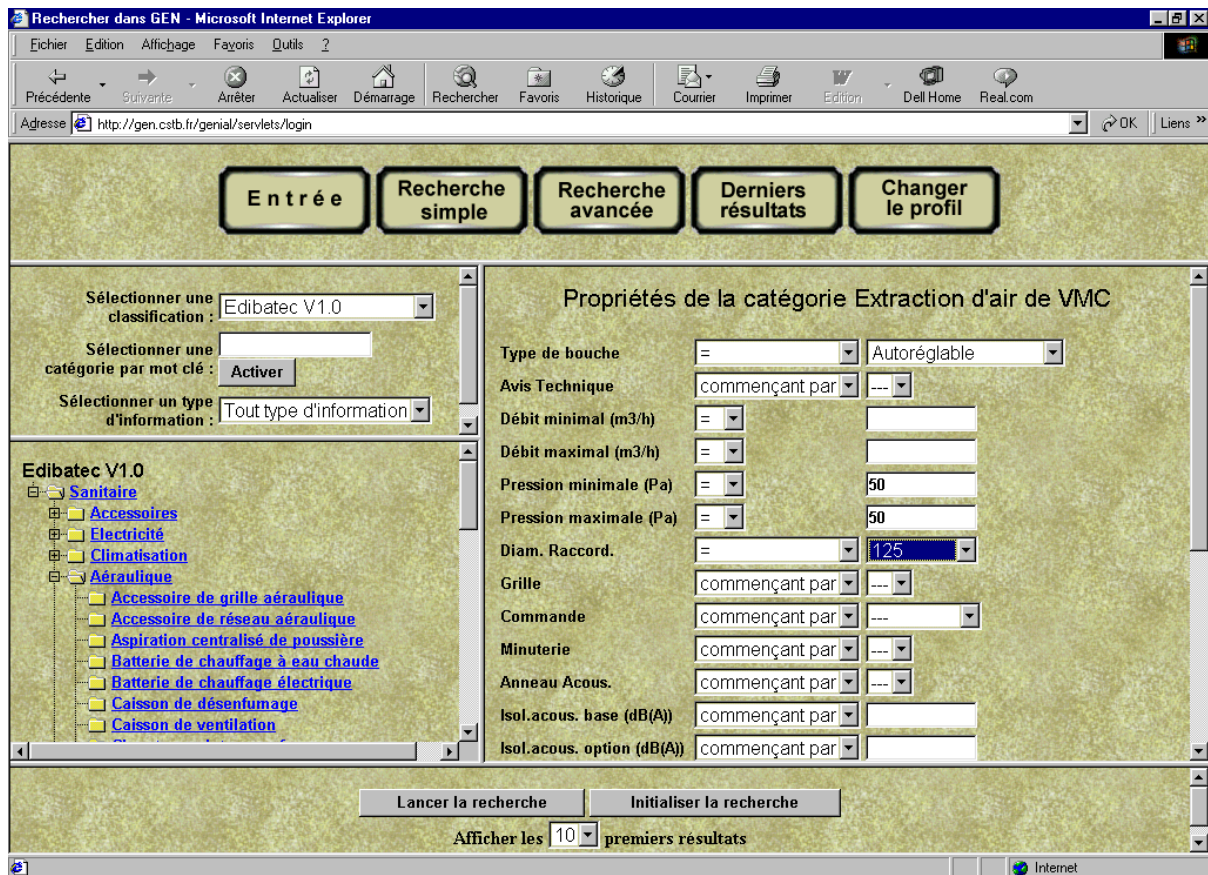 Rechercher dans GEN - Microsoft Internet Explorer
Fichier Edition Affichage Favoris Outils ?
Précédente Suivante Arrêter Actualiser Démarrage Rechercher Favoris Historique Courrier Imprimer Edition Dell Home Real.com
Adresse http://gen.cstb.fr/genial/servlets/login OK Liens »
Entrée
Recherche simple
Recherche avancée
Derniers résultats
Changer le profil
Sélectionner une classification : Edibatec V1.0
Sélectionner une catégorie par mot clé : Activer
Sélectionner un type d'information : Tout type d'information
Edibatec V1.0
Sanitaire
Accessoires
Electricité
Climatisation
Aéraulique
Accessoire de grille aéraulique
Accessoire de réseau aéraulique
Aspiration centralisé de poussière
Batterie de chauffage à eau chaude
Batterie de chauffage électrique
Caisson de désenfumage
Caisson de ventilation
Propriétés de la catégorie Extraction d'air de VMC
Type de bouche = Autoréglable
Avis Technique commençant par ---
Débit minimal (m3/h) =
Débit maximal (m3/h) =
Pression minimale (Pa) = 50
Pression maximale (Pa) = 50
Diam. Raccord. = 125
Grille commençant par ---
Commande commençant par ---
Minuterie commençant par ---
Anneau Acous. commençant par ---
Isol.acous. base (dB(A)) commençant par
Isol.acous. option (dB(A)) commençant par
Lancer la recherche Initialiser la recherche
Afficher les 10 premiers résultats
Internet